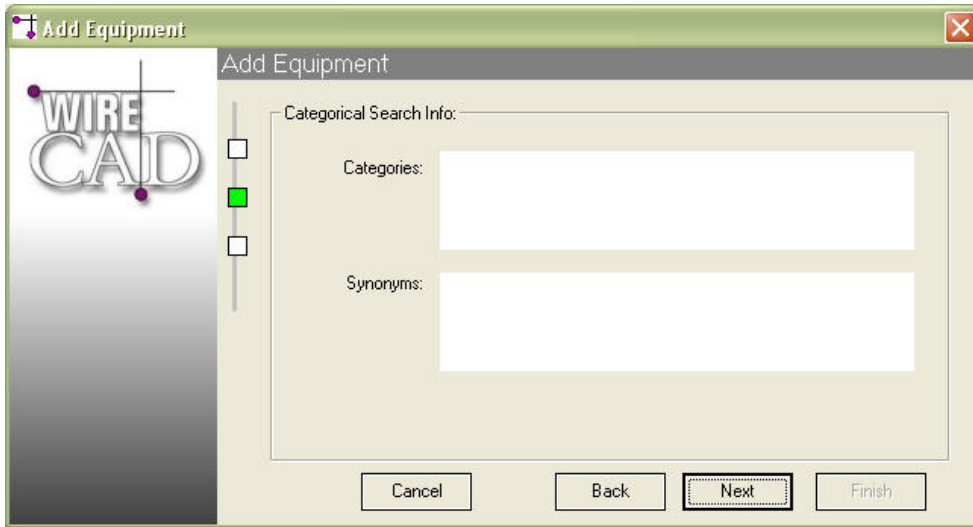 Add Equipment
WIRE
CAD
Add Equipment
Categorical Search Info:
Categories:
Synonyms:
Cancel
Back
Next
Finish